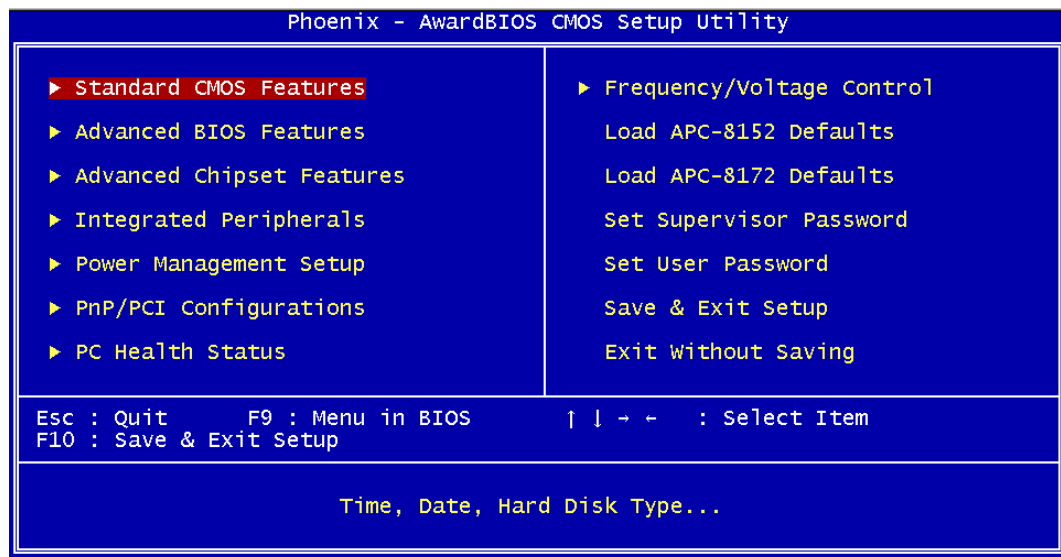 Phoenix - AwardBIOS CMOS Setup Utility
▶ Standard CMOS Features
▶ Advanced BIOS Features
▶ Advanced Chipset Features
▶ Integrated Peripherals
▶ Power Management Setup
▶ PnP/PCI Configurations
▶ PC Health Status
▶ Frequency/Voltage Control
Load APC-8152 Defaults
Load APC-8172 Defaults
Set Supervisor Password
Set User Password
Save & Exit Setup
Exit Without Saving
Esc : Quit F9 : Menu in BIOS ↑ ↓ → ← : Select Item
F10 : Save & Exit Setup
Time, Date, Hard Disk Type...